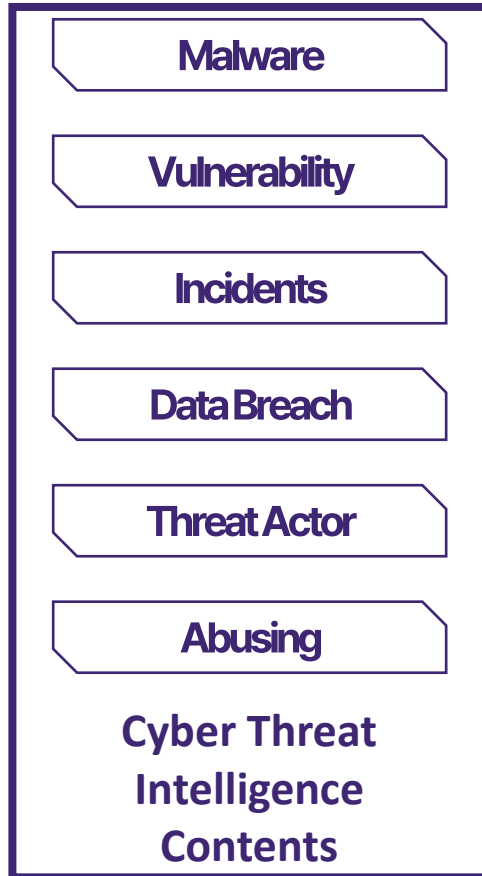 Malware
Vulnerability
Incidents
Data Breach
Threat Actor
Abusing
Cyber Threat
Intelligence
Contents